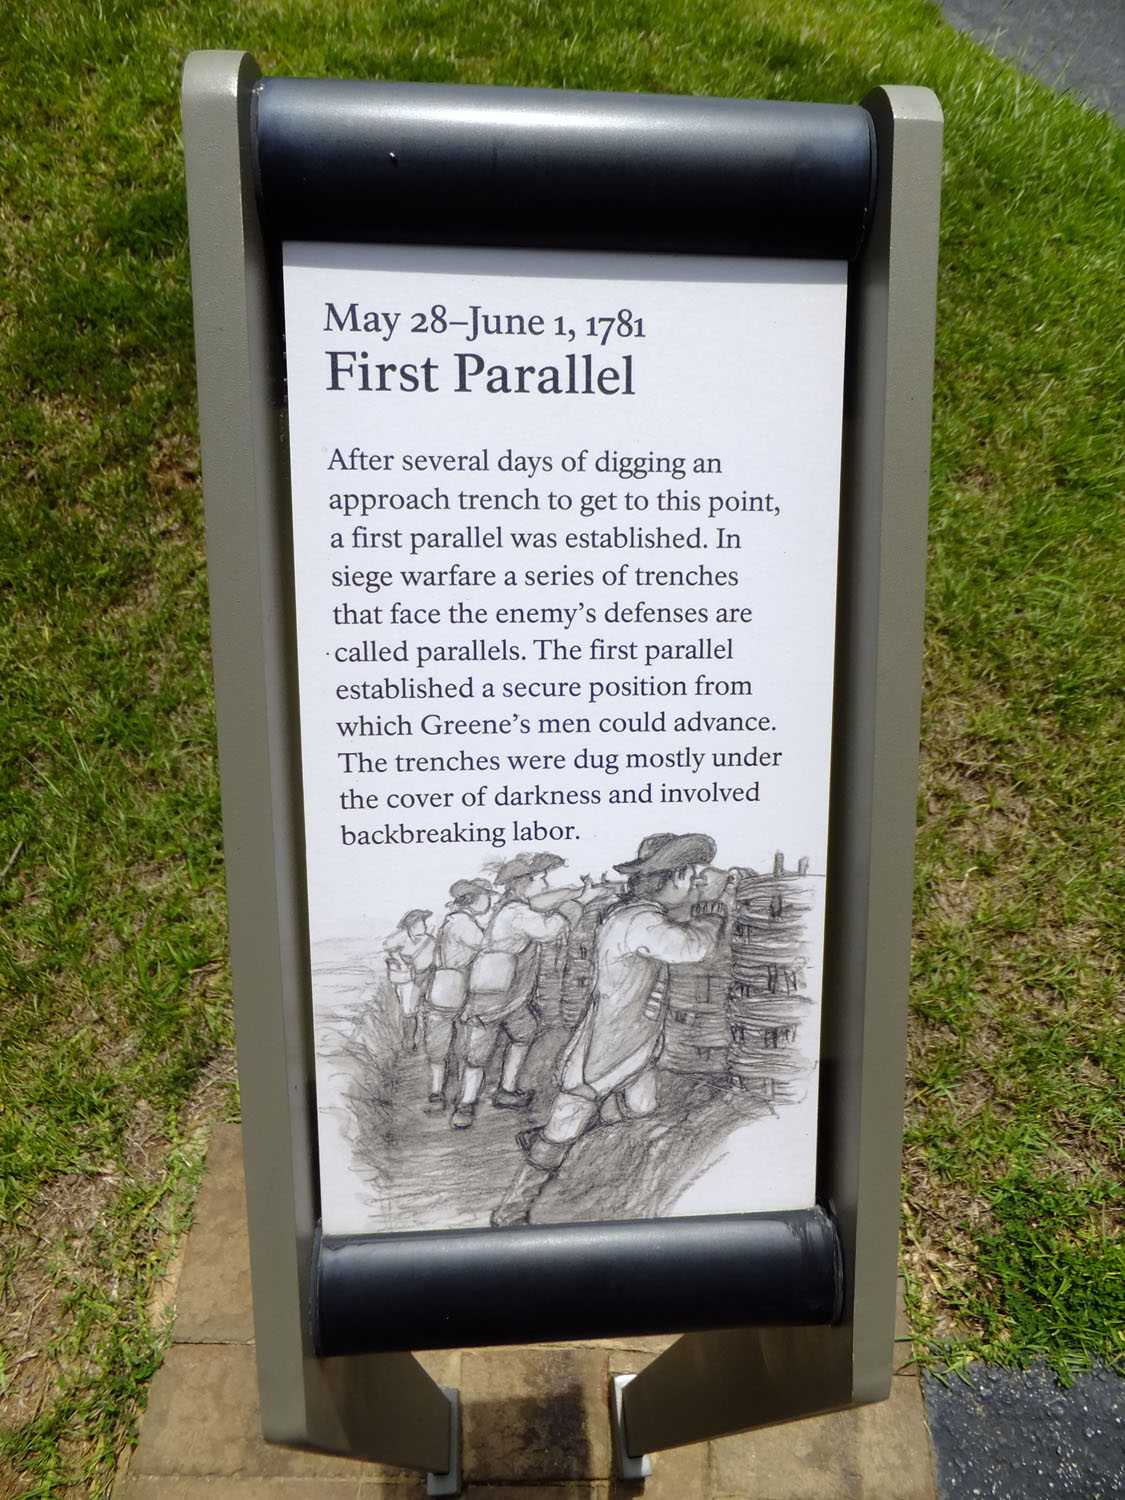 May 28–June 1, 1781
First Parallel
After several days of digging an
approach trench to get to this point,
a first parallel was established. In
siege warfare a series of trenches
that face the enemy’s defenses are
called parallels. The first parallel
established a secure position from
which Greene’s men could advance.
The trenches were dug mostly under
the cover of darkness and involved
backbreaking labor.